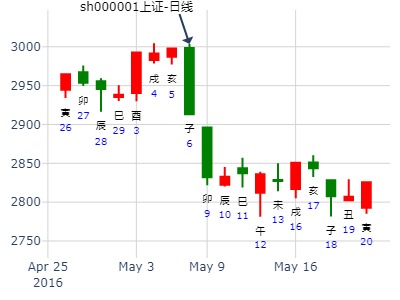 sh000001上证-日线
3000
2950
2900
2850
2800
2750
寅
26
卯
27
辰
28
巳
29
酉
3
戌
4
亥
5
子
6
卯
9
辰
10
巳
11
午
12
未
13
戌
16
亥
17
子
18
丑
19
寅
20
Apr 25
2016
May 3
May 9
May 16